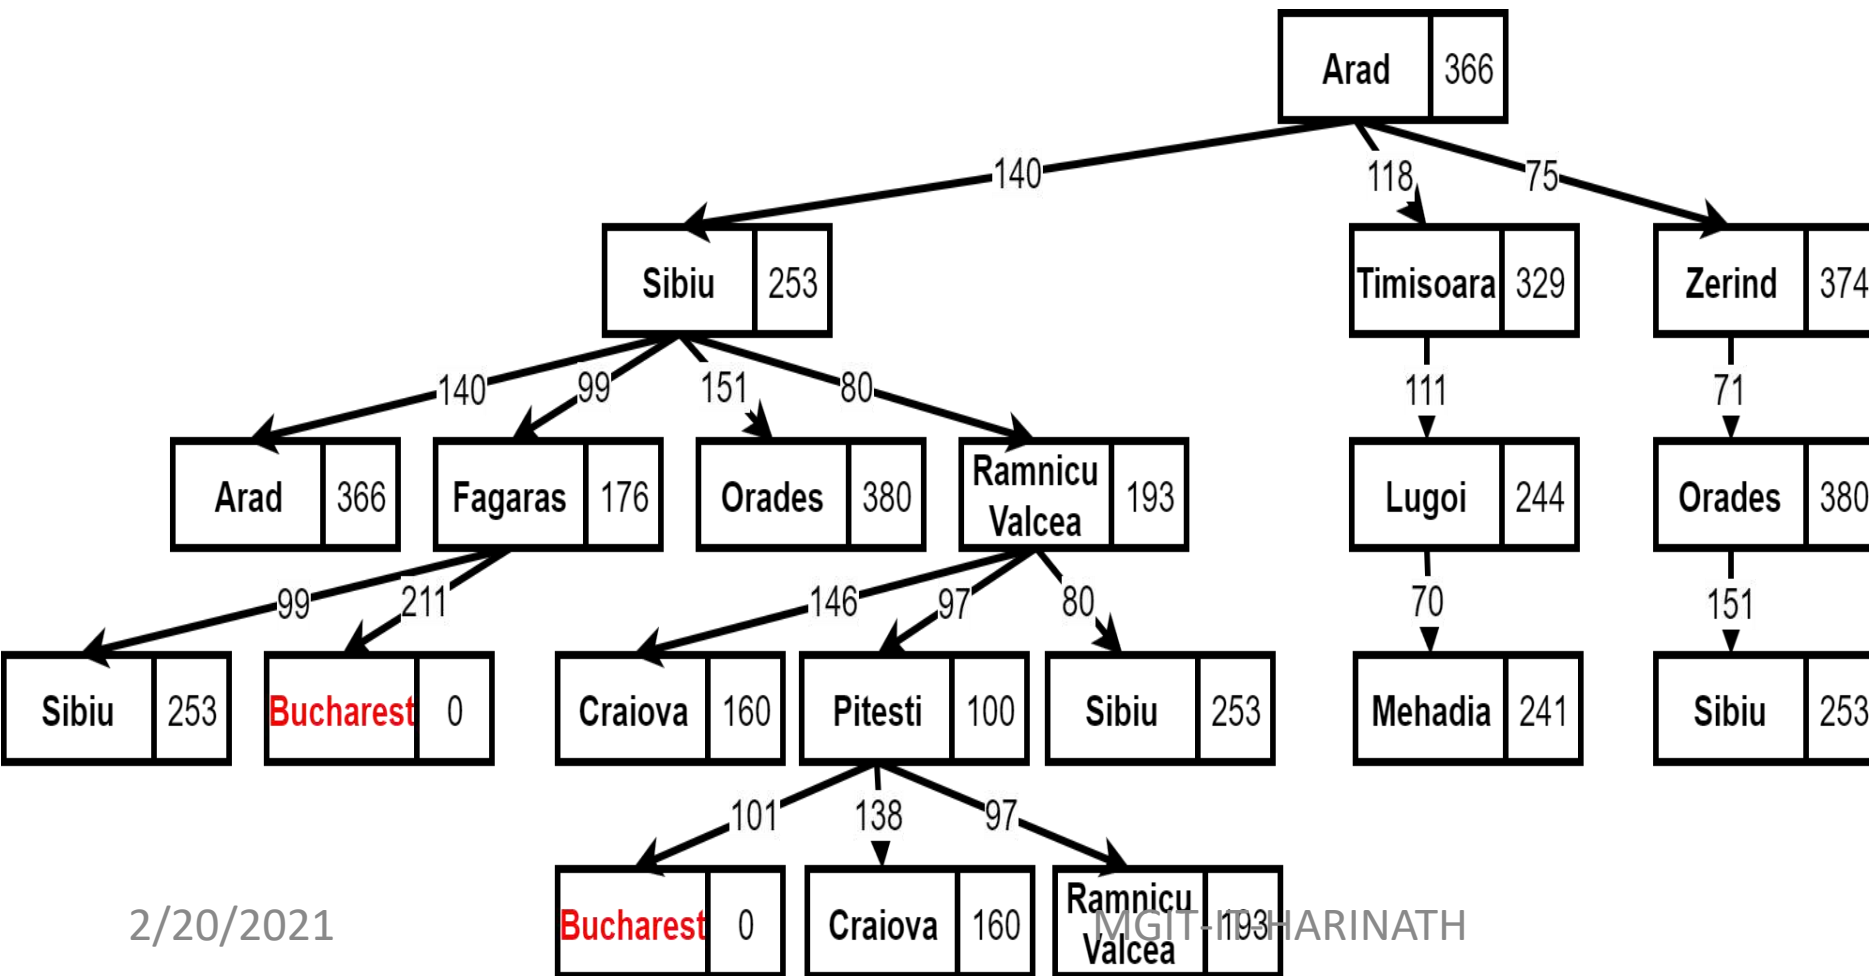 Arad 366
140 118 75
Sibiu 253 Timisoara 329 Zerind 374
140 99 151 80 111 71
Arad 366 Fagaras 176 Orades 380 Ramnicu Valcea 193 Lugoi 244 Orades 380
99 211 146 97 80 70 151
Sibiu 253 Bucharest 0 Craiova 160 Pitesti 100 Sibiu 253 Mehadia 241 Sibiu 253
101 138 97
Bucharest 0 Craiova 160 Ramnicu Valcea 193
2/20/2021 MGIT-IT-HARINATH